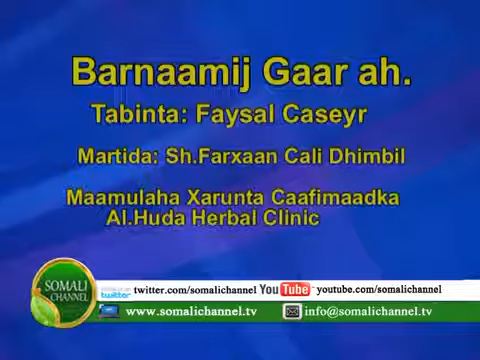 Barnaamij Gaar ah.
Tabinta: Faysal Caseyr
Martida: Sh.Farxaan Cali Dhimbil
Maamulaha Xarunta Caafimaadka
Al.Huda Herbal Clinic
SOMALI
CHANNEL
twitter twitter.com/somalichannel YouTube - youtube.com/somalichannel
www.somalichannel.tv info@somalichannel.tv